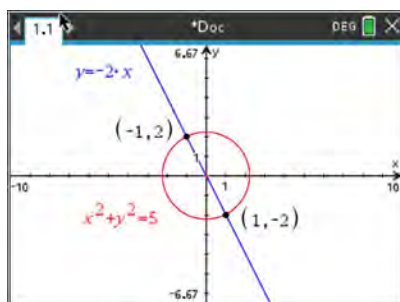 1.1 *Doc DEG
6.67 y
y=-2·x
(-1,2)
1
x
-10 1 10
x²+y²=5
(1,-2)
-6.67